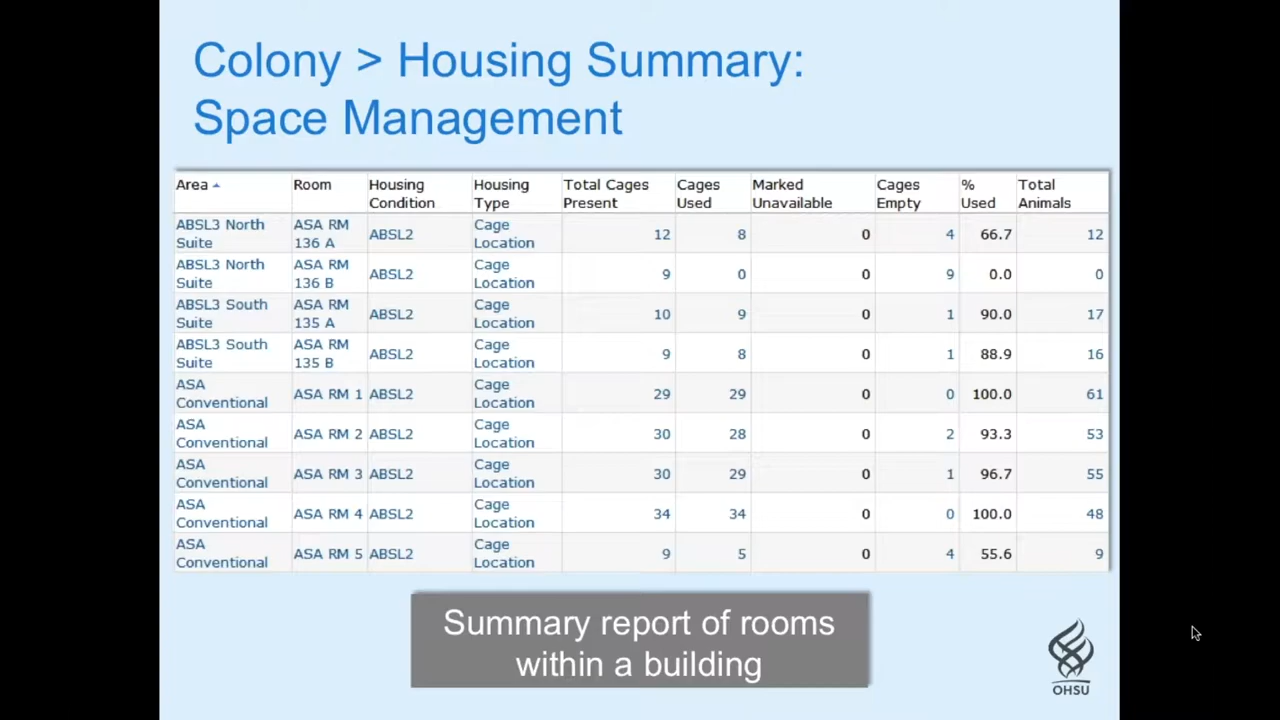 Colony > Housing Summary:
Space Management
Area Room Housing Condition Housing Type Total Cages Present Cages Used Marked Unavailable Cages Empty % Used Total Animals
ABSL3 North Suite ASA RM 136 A ABSL2 Cage Location 12 8 0 4 66.7 12
ABSL3 North Suite ASA RM 136 B ABSL2 Cage Location 9 0 0 9 0.0 0
ABSL3 South Suite ASA RM 135 A ABSL2 Cage Location 10 9 0 1 90.0 17
ABSL3 South Suite ASA RM 135 B ABSL2 Cage Location 9 8 0 1 88.9 16
ASA Conventional ASA RM 1 ABSL2 Cage Location 29 29 0 0 100.0 61
ASA Conventional ASA RM 2 ABSL2 Cage Location 30 28 0 2 93.3 53
ASA Conventional ASA RM 3 ABSL2 Cage Location 30 29 0 1 96.7 55
ASA Conventional ASA RM 4 ABSL2 Cage Location 34 34 0 0 100.0 48
ASA Conventional ASA RM 5 ABSL2 Cage Location 9 5 0 4 55.6 9
Summary report of rooms
within a building
OHSU